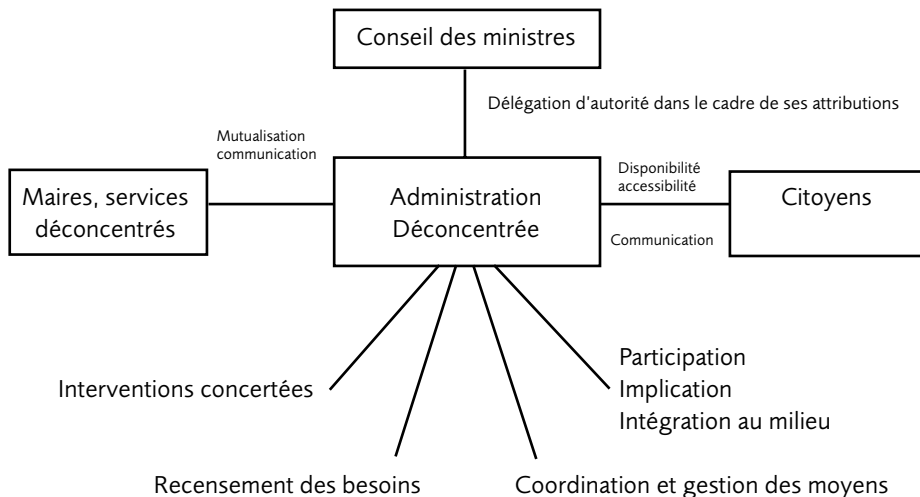 Conseil des ministres
Délégation d'autorité dans le cadre de ses attributions
Mutualisation
communication
Maires, services
déconcentrés
Administration
Déconcentrée
Disponibilité
accessibilité
Communication
Citoyens
Interventions concertées
Participation
Implication
Intégration au milieu
Recensement des besoins
Coordination et gestion des moyens